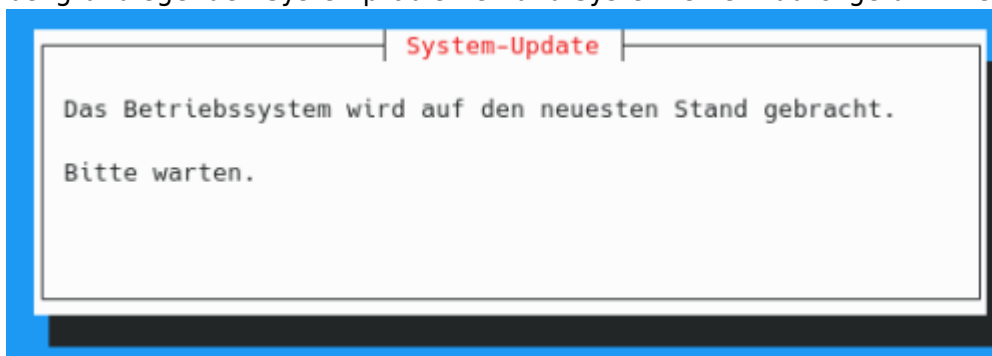 System-Update
Das Betriebssystem wird auf den neuesten Stand gebracht.
Bitte warten.